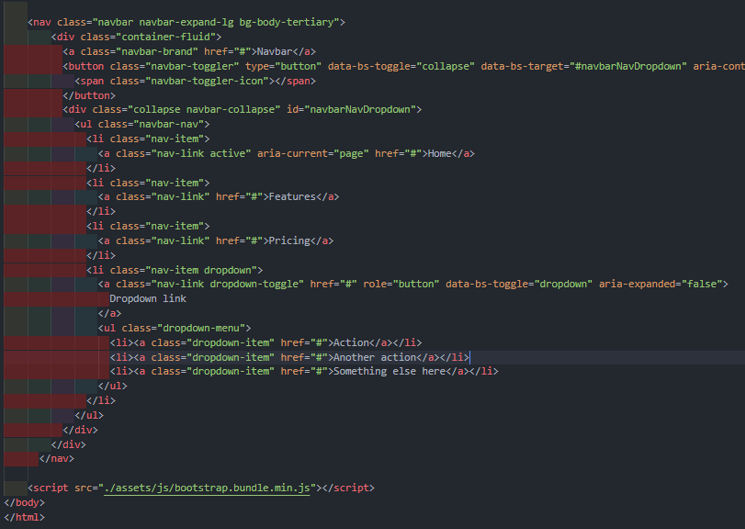 <nav class="navbar navbar-expand-lg bg-body-tertiary">
<div class="container-fluid">
<a class="navbar-brand" href="#">Navbar</a>
<button class="navbar-toggler" type="button" data-bs-toggle="collapse" data-bs-target="#navbarNavDropdown" aria-cont
<span class="navbar-toggler-icon"></span>
</button>
<div class="collapse navbar-collapse" id="navbarNavDropdown">
<ul class="navbar-nav">
<li class="nav-item">
<a class="nav-link active" aria-current="page" href="#">Home</a>
</li>
<li class="nav-item">
<a class="nav-link" href="#">Features</a>
</li>
<li class="nav-item">
<a class="nav-link" href="#">Pricing</a>
</li>
<li class="nav-item dropdown">
<a class="nav-link dropdown-toggle" href="#" role="button" data-bs-toggle="dropdown" aria-expanded="false">
Dropdown link
</a>
<ul class="dropdown-menu">
<li><a class="dropdown-item" href="#">Action</a></li>
<li><a class="dropdown-item" href="#">Another action</a></li>
<li><a class="dropdown-item" href="#">Something else here</a></li>
</ul>
</li>
</ul>
</div>
</div>
</nav>
<script src="./assets/js/bootstrap.bundle.min.js"></script>
</body>
</html>